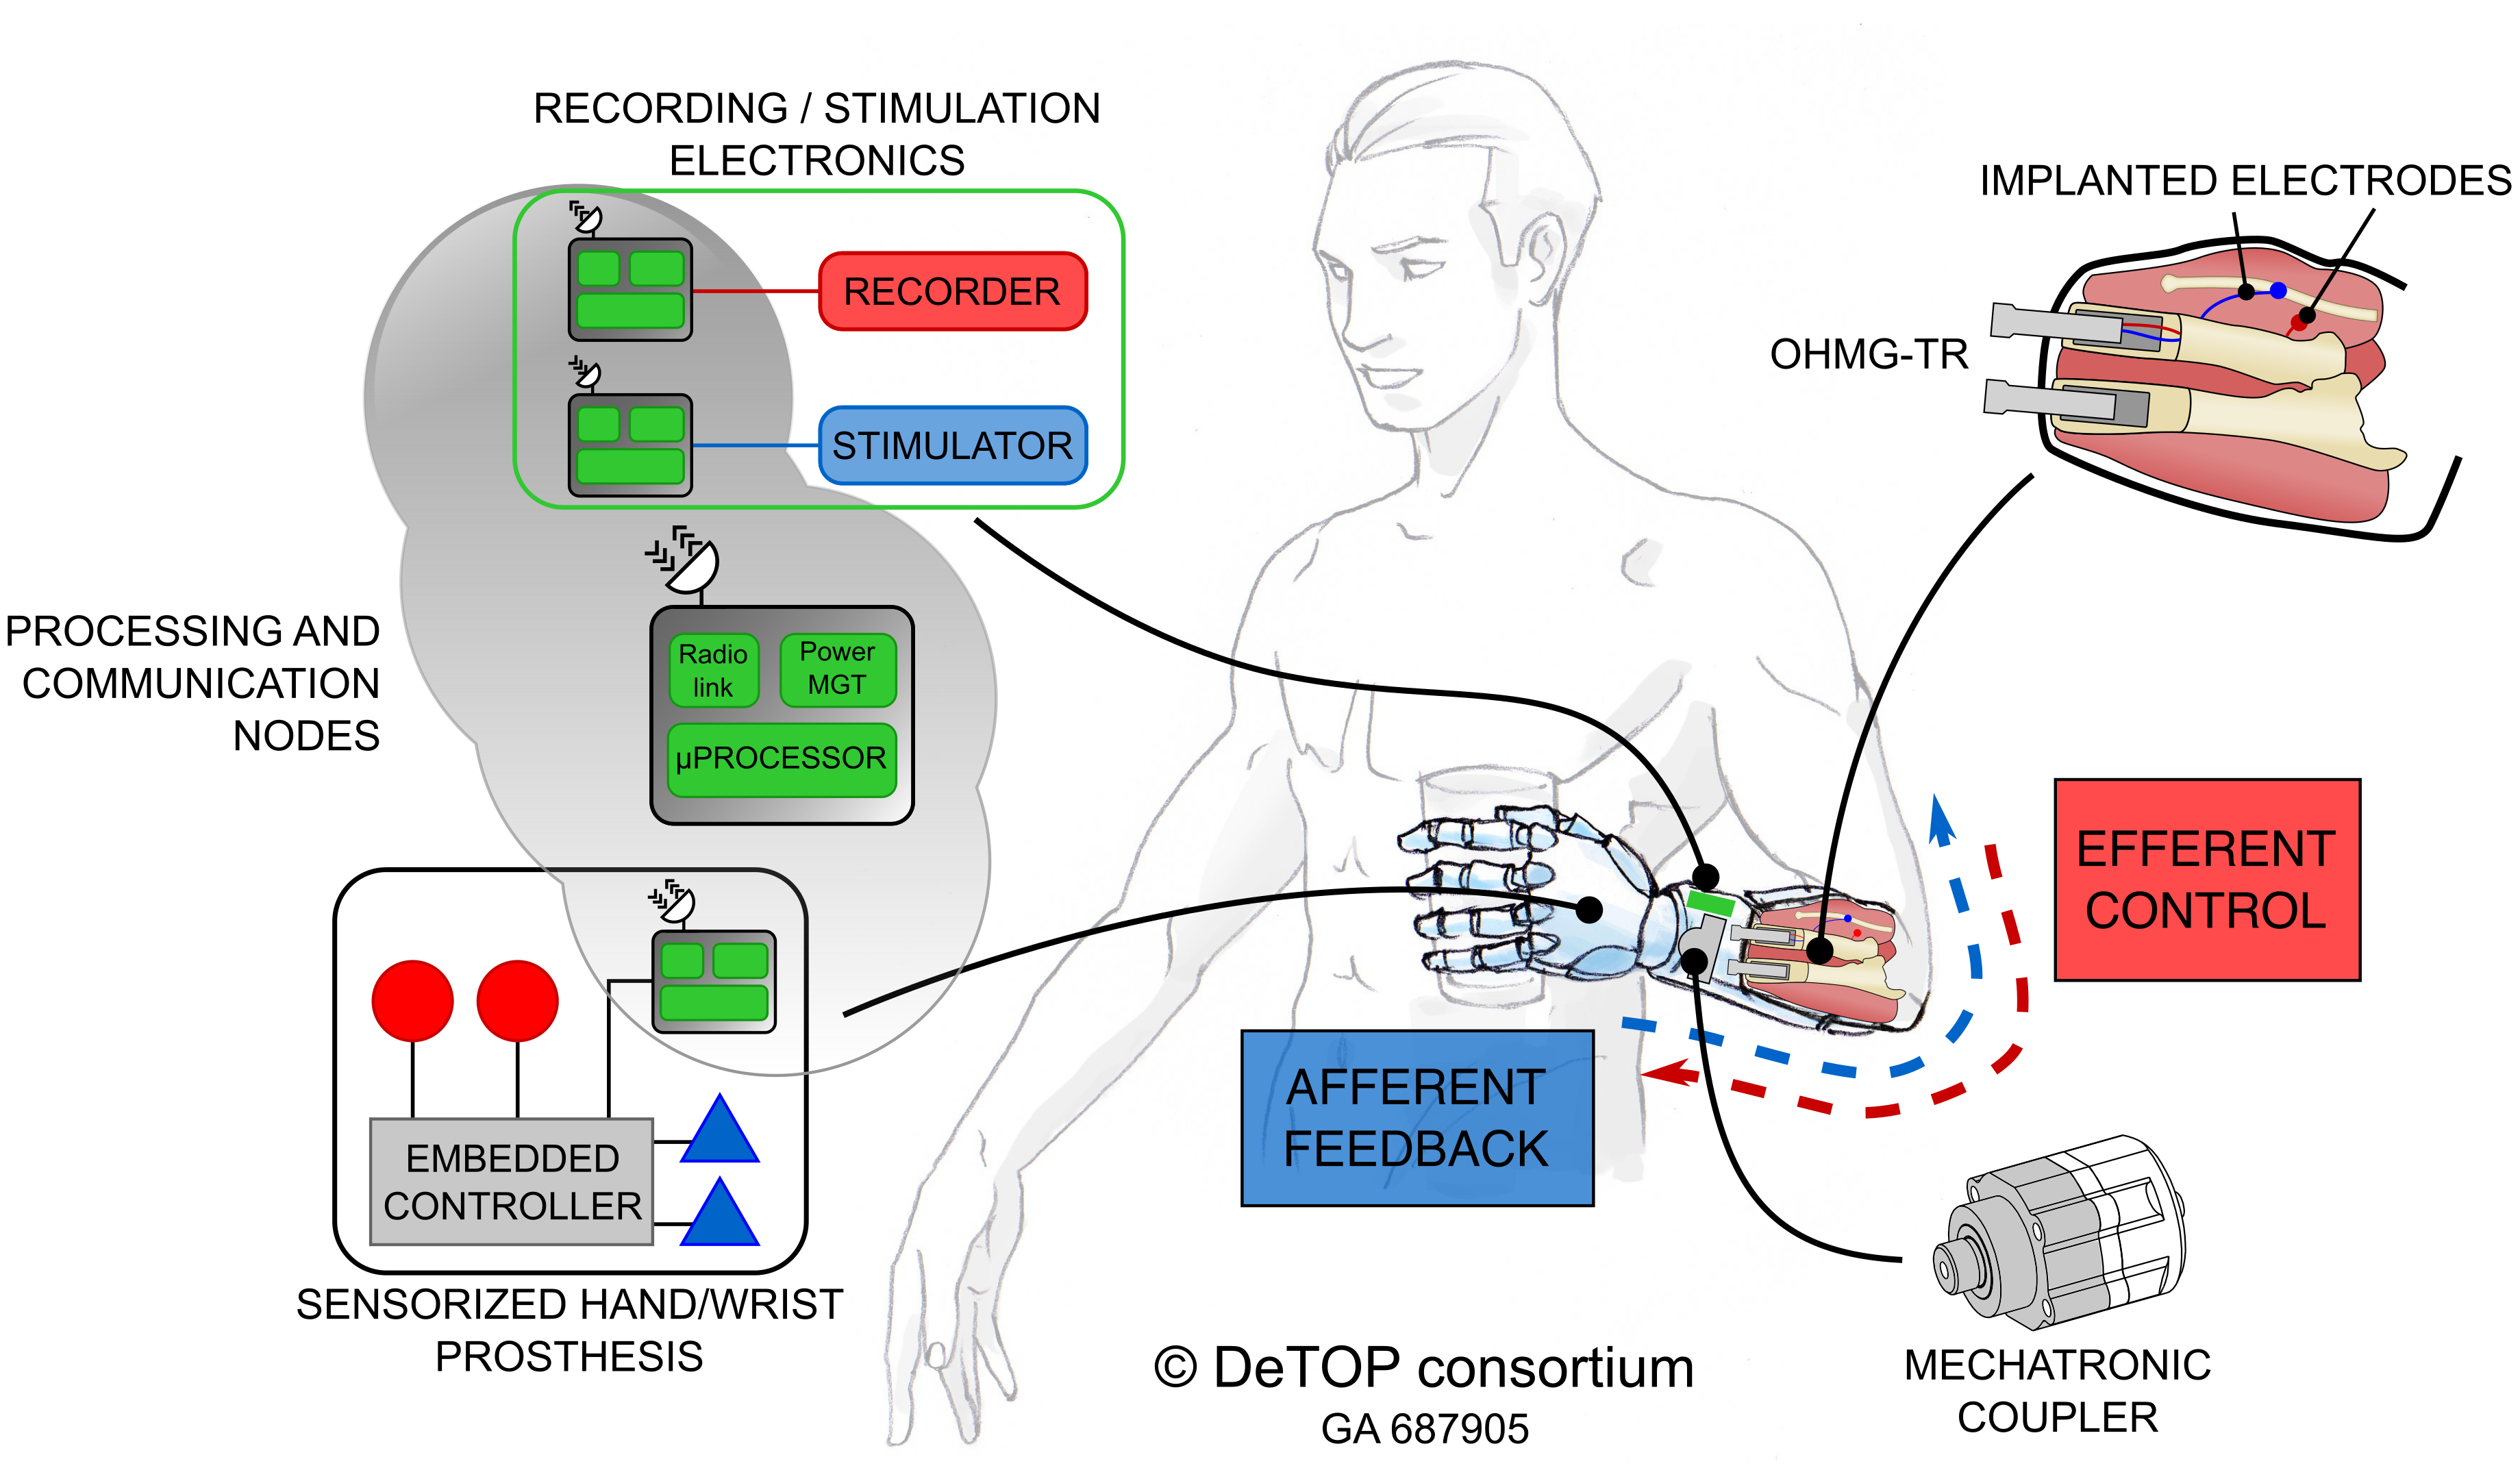 RECORDING / STIMULATION
ELECTRONICS
RECORDER
STIMULATOR
IMPLANTED ELECTRODES
OHMG-TR
PROCESSING AND
COMMUNICATION
NODES
Radio
link
Power
MGT
µPROCESSOR
EFFERENT
CONTROL
AFFERENT
FEEDBACK
EMBEDDED
CONTROLLER
SENSORIZED HAND/WRIST
PROSTHESIS
MECHATRONIC
COUPLER
© DeTOP consortium
GA 687905